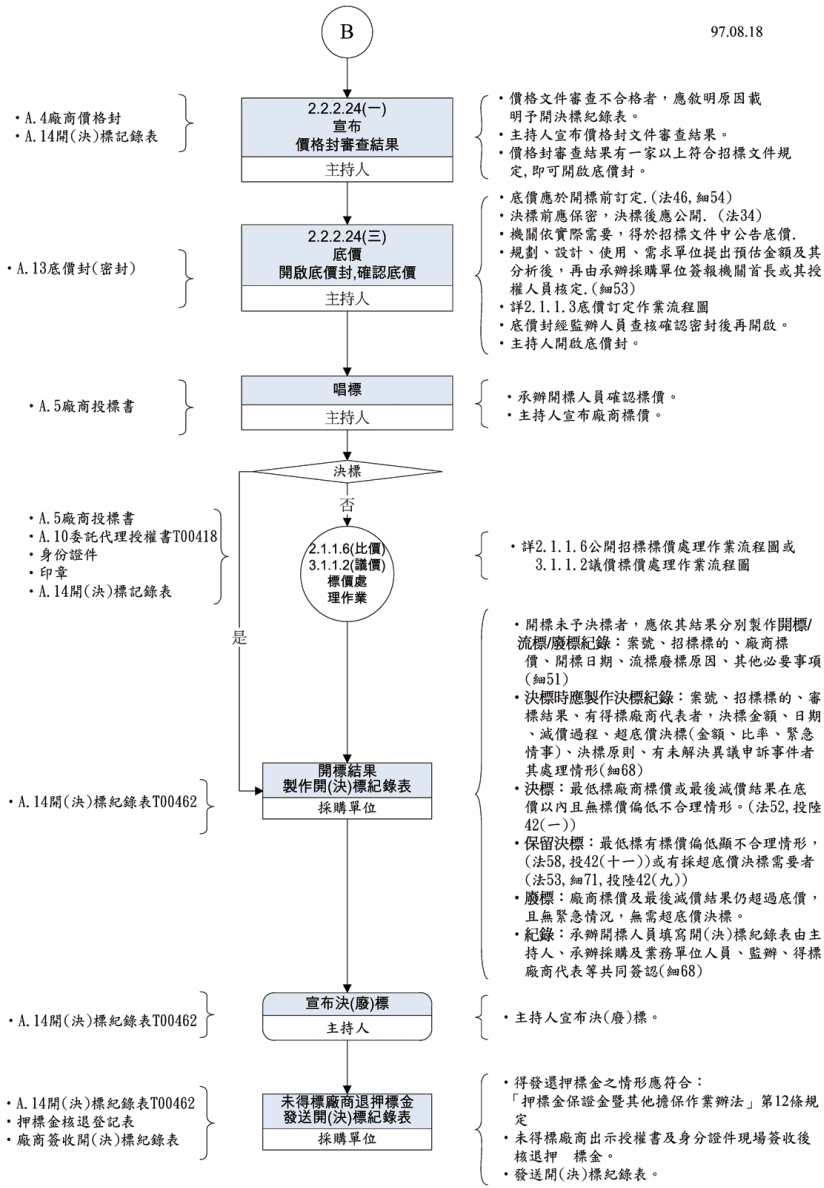 B
97.08.18
・A.4廠商價格封
・A.14開(決)標記錄表
2.2.2.24(一)
宣布
價格封審查結果
主持人
・價格文件審查不合格者，應敘明原因載
明予開決標紀錄表。
・主持人宣布價格封文件審查結果。
・價格封審查結果有一家以上符合招標文件規
定,即可開啟底價封。
・A.13底價封(密封)
2.2.2.24(三)
底價
開啟底價封,確認底價
主持人
・底價應於開標前訂定.(法46,細54)
・決標前應保密，決標後應公開. (法34)
・機關依實際需要，得於招標文件中公告底價.
・規劃、設計、使用、需求單位提出預估金額及其
分析後，再由承辦採購單位簽報機關首長或其授
權人員核定.(細53)
・詳2.1.1.3底價訂定作業流程圖
・底價封經監辦人員查核確認密封後再開啟。
・主持人開啟底價封。
・A.5廠商投標書
唱標
主持人
・承辦開標人員確認標價。
・主持人宣布廠商標價。
決標
否
是
・A.5廠商投標書
・A.10委託代理授權書T00418
・身份證件
・印章
・A.14開(決)標記錄表
2.1.1.6(比價)
3.1.1.2(議價)
標價處
理作業
・詳2.1.1.6公開招標標價處理作業流程圖或
3.1.1.2議價標價處理作業流程圖
・A.14開(決)標紀錄表T00462
開標結果
製作開(決)標紀錄表
採購單位
・開標未予決標者，應依其結果分別製作開標/
流標/廢標紀錄：案號、招標標的、廠商標
價、開標日期、流標廢標原因、其他必要事項
(細51)
・決標時應製作決標紀錄：案號、招標標的、審
標結果、有得標廠商代表者，決標金額、日期
、減價過程、超底價決標(金額、比率、緊急
情事)、決標原則、有未解決異議申訴事件者
其處理情形(細68)
・決標：最低標廠商標價或最後減價結果在底
價以內且無標價偏低不合理情形。(法52,投陸
42(一))
・保留決標：最低標有標價偏低顯不合理情形，
(法58,投42(十一))或有採超底價決標需要者
(法53,細71,投陸42(九))
・廢標：廠商標價及最後減價結果仍超過底價，
且無緊急情況，無需超底價決標。
・紀錄：承辦開標人員填寫開(決)標紀錄表由主
持人、承辦採購及業務單位人員、監辦、得標
廠商代表等共同簽認(細68)
・A.14開(決)標紀錄表T00462
宣布決(廢)標
主持人
・主持人宣布決(廢)標。
・A.14開(決)標紀錄表T00462
・押標金核退登記表
・廠商簽收開(決)標紀錄表
未得標廠商退押標金
發送開(決)標紀錄表
採購單位
・得發還押標金之情形應符合：
「押標金保證金暨其他擔保作業辦法」第12條規
定
・未得標廠商出示授權書及身分證件現場簽收後
核退押　標金。
・發送開(決)標紀錄表。